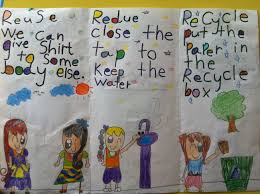 Reuse
We Can
give shirt
to some
body else.
Redue
close the
tap to
Keep the
Water
ReCycle
put the
Paper in
the
Recycle
box